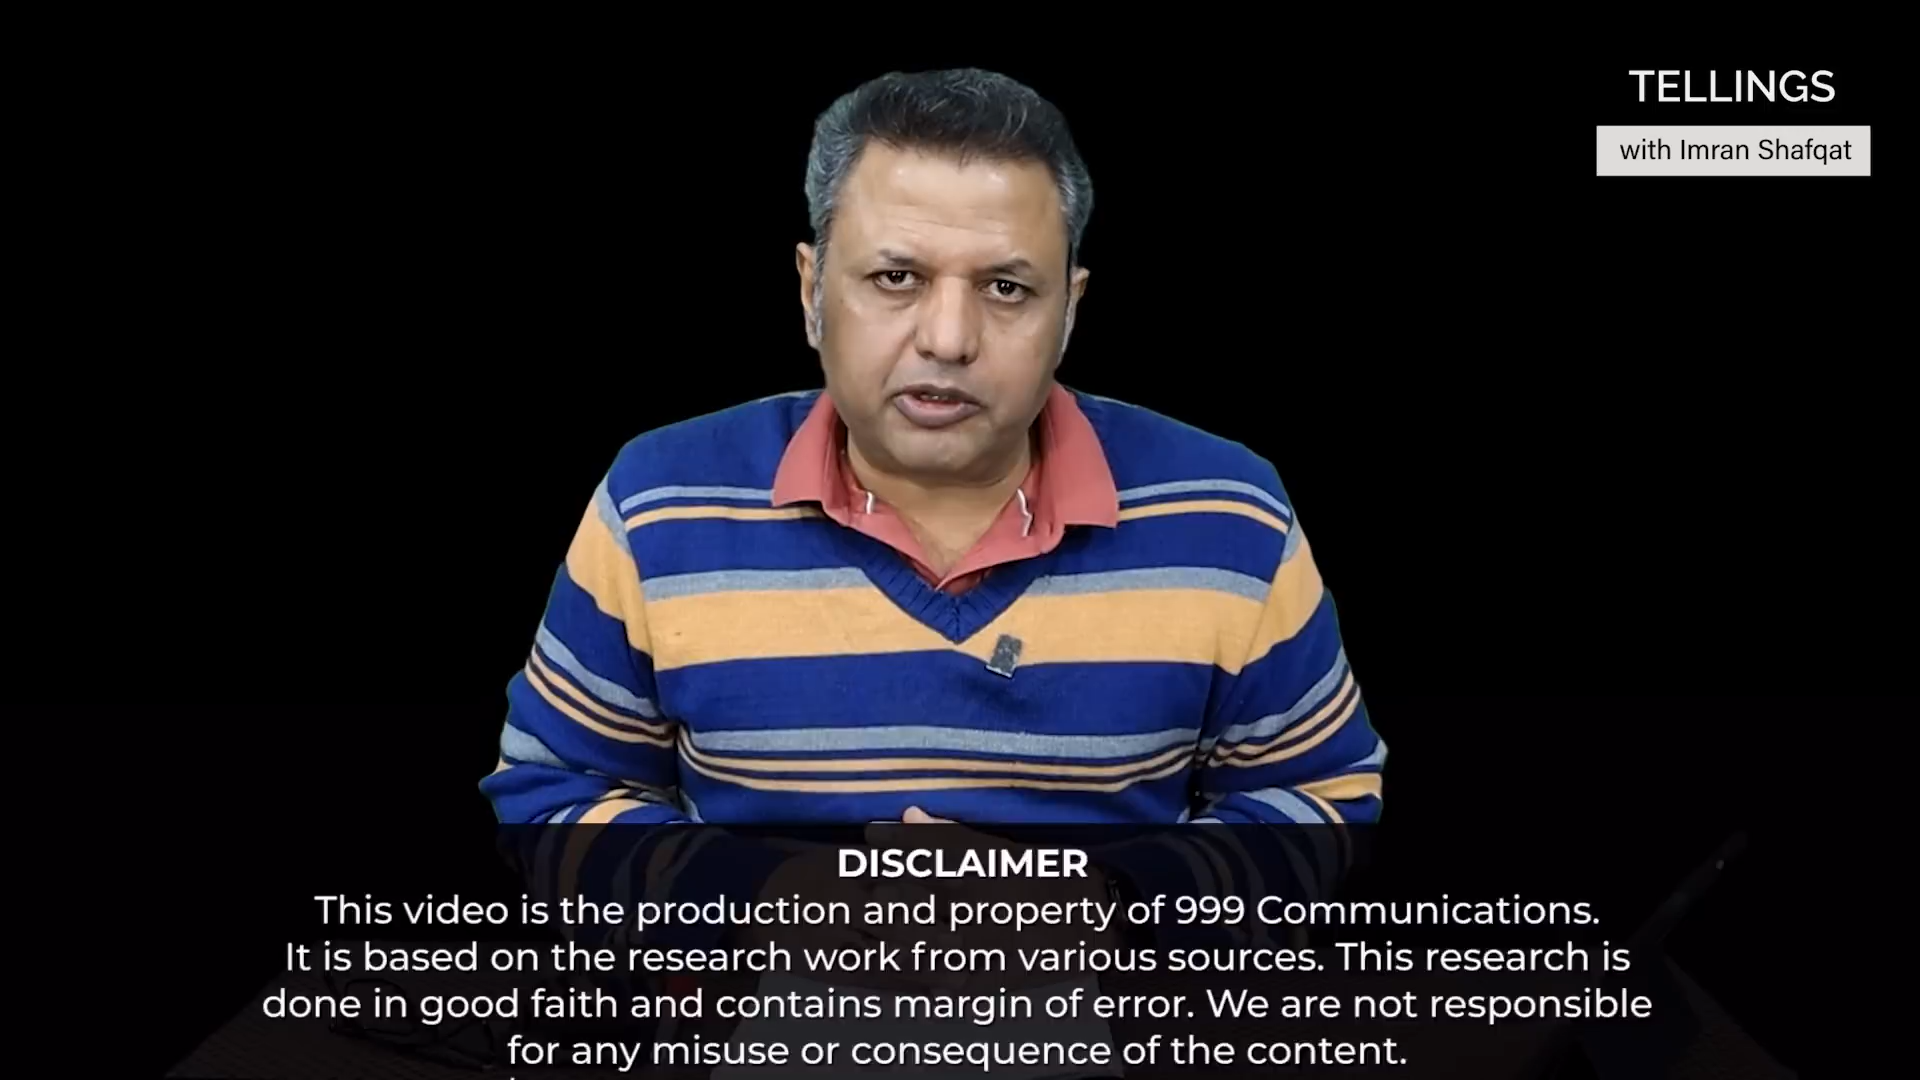 TELLINGS
with Imran Shafqat
DISCLAIMER
This video is the production and property of 999 Communications.
It is based on the research work from various sources. This research is
done in good faith and contains margin of error. We are not responsible
for any misuse or consequence of the content.